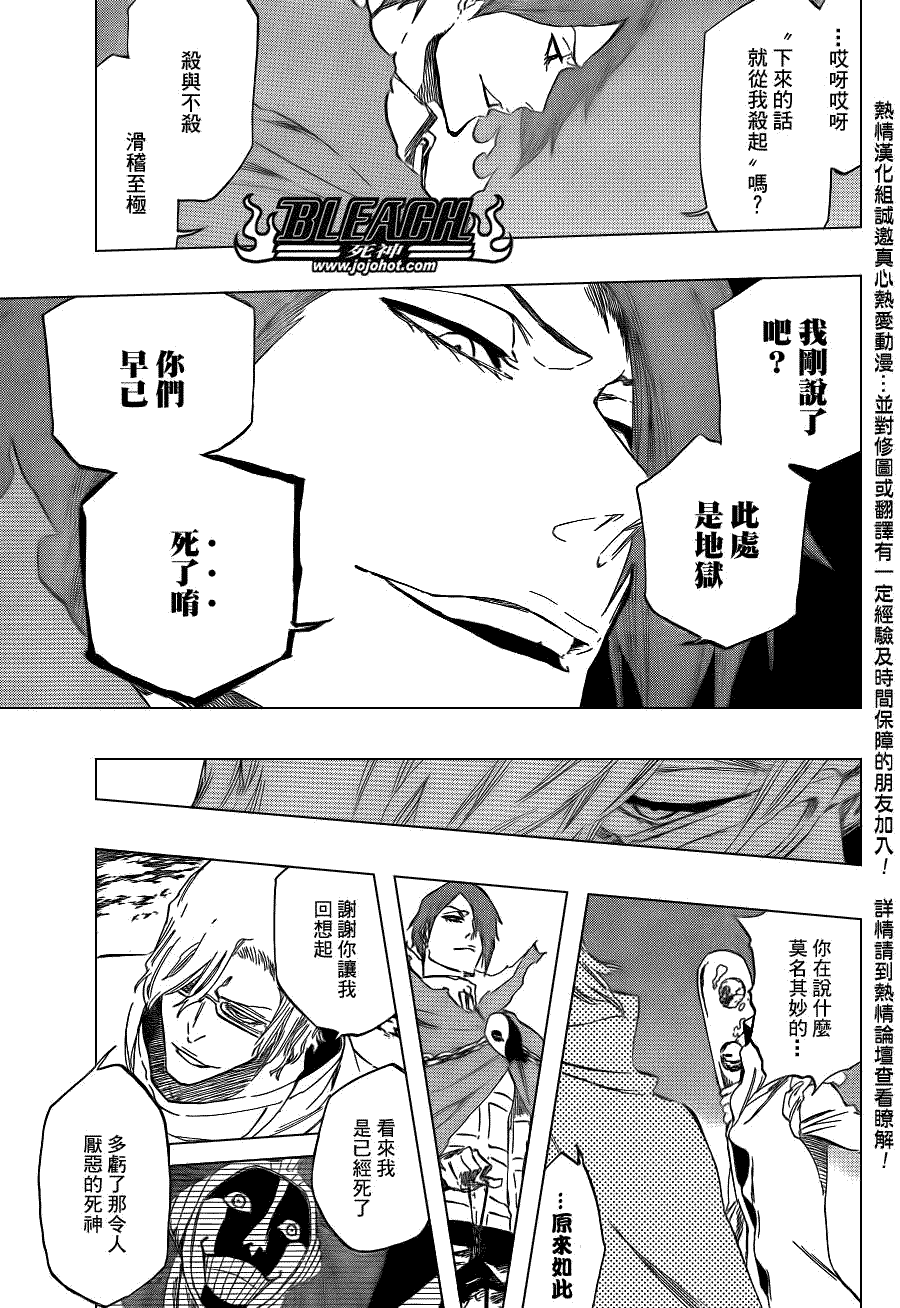 …哎呀哎呀
〝下來的話
就從我殺起〞嗎？
殺與不殺
滑稽至極
BLEACH
死神
www.jojohot.com
我剛說了
吧？
此處
是地獄
你們
早已
死了唷
你在說什麼
莫名其妙的…
…原來如此
謝謝你讓我
回想起
看來我
是已經死了
多虧了那令人
厭惡的死神
熱情漢化組誠邀真心熱愛動漫…並對修圖或翻譯有一定經驗及時間保障的朋友加入！ 詳情請到熱情論壇查看瞭解！